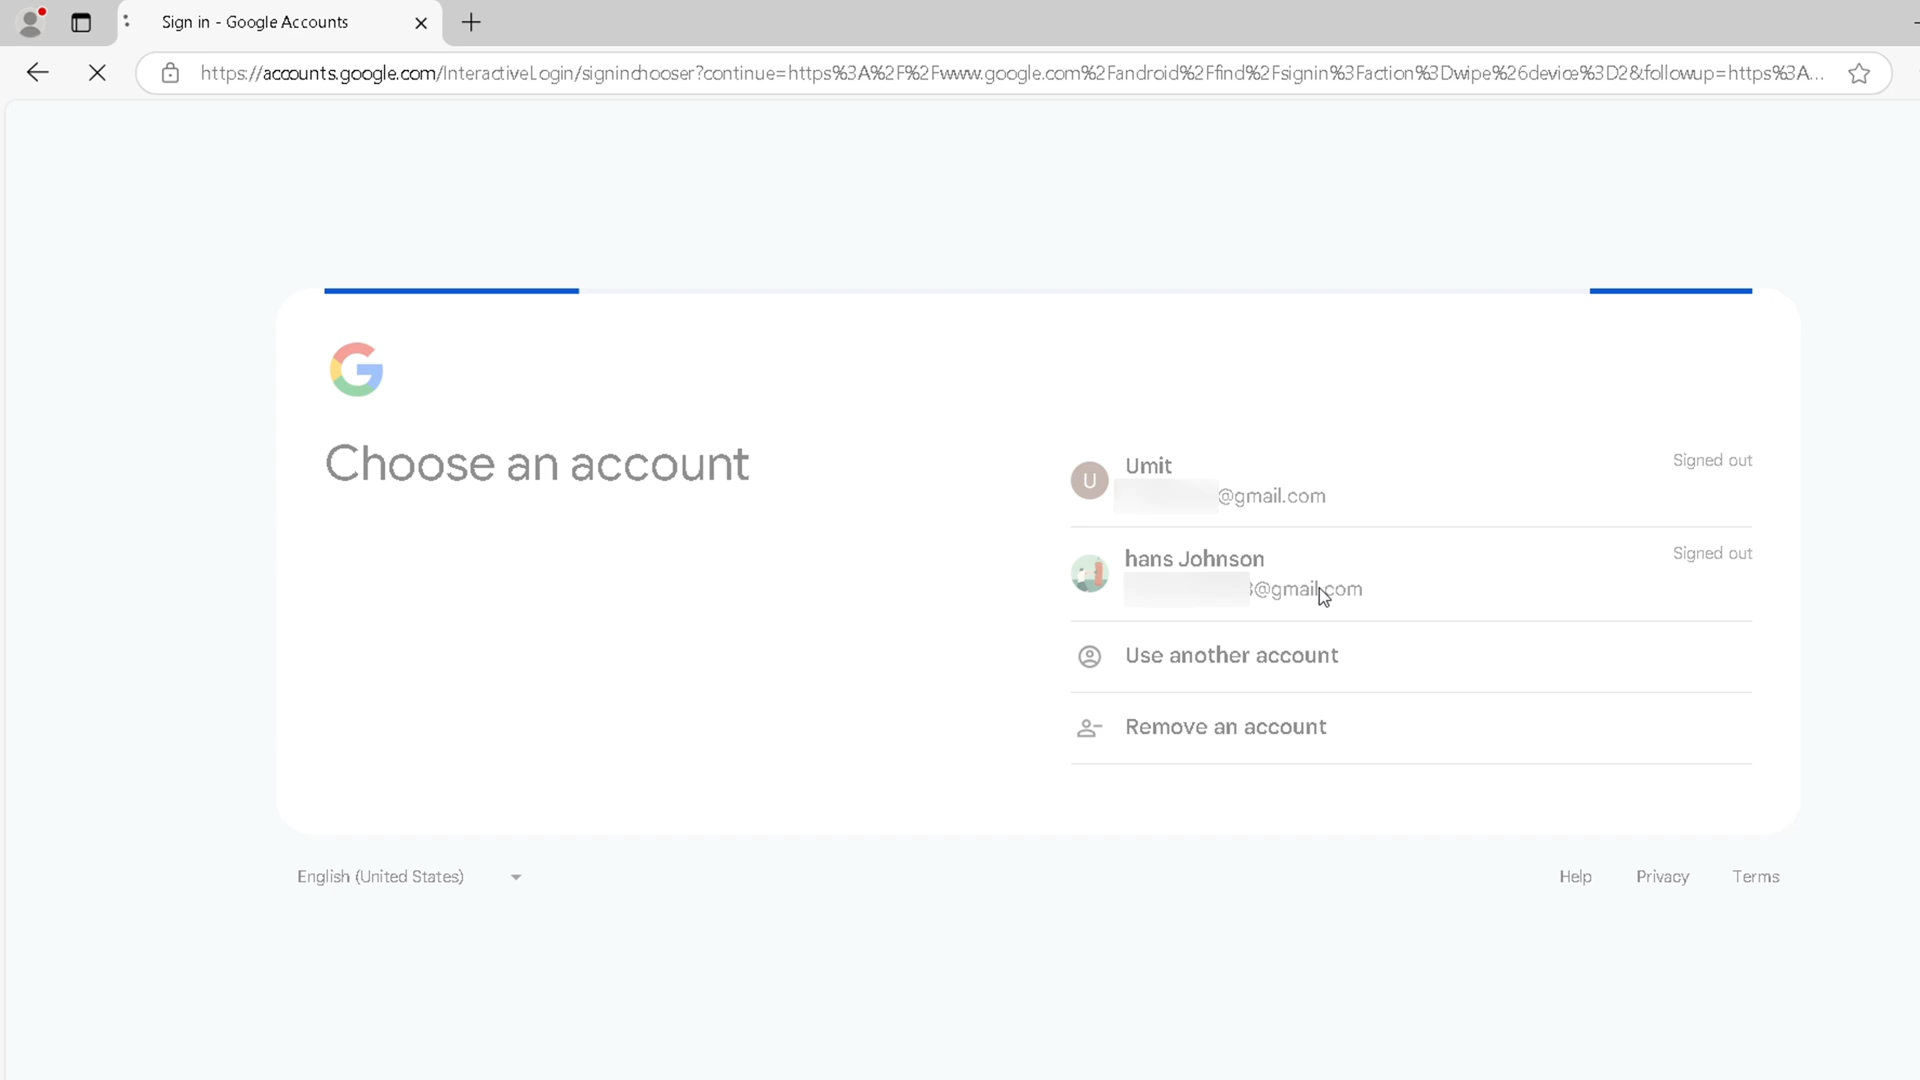 Sign in - Google Accounts
https://accounts.google.com/InteractiveLogin/signinchooser?continue=https%3A%2F%2Fwww.google.com%2Fandroid%2Ffind%2Fsignin%3Faction%3Dwipe%26device%3D2&followup=https%3A...
G
Choose an account
U
Umit
@gmail.com
Signed out
hans Johnson
3@gmail.com
Signed out
Use another account
Remove an account
English (United States)
Help
Privacy
Terms